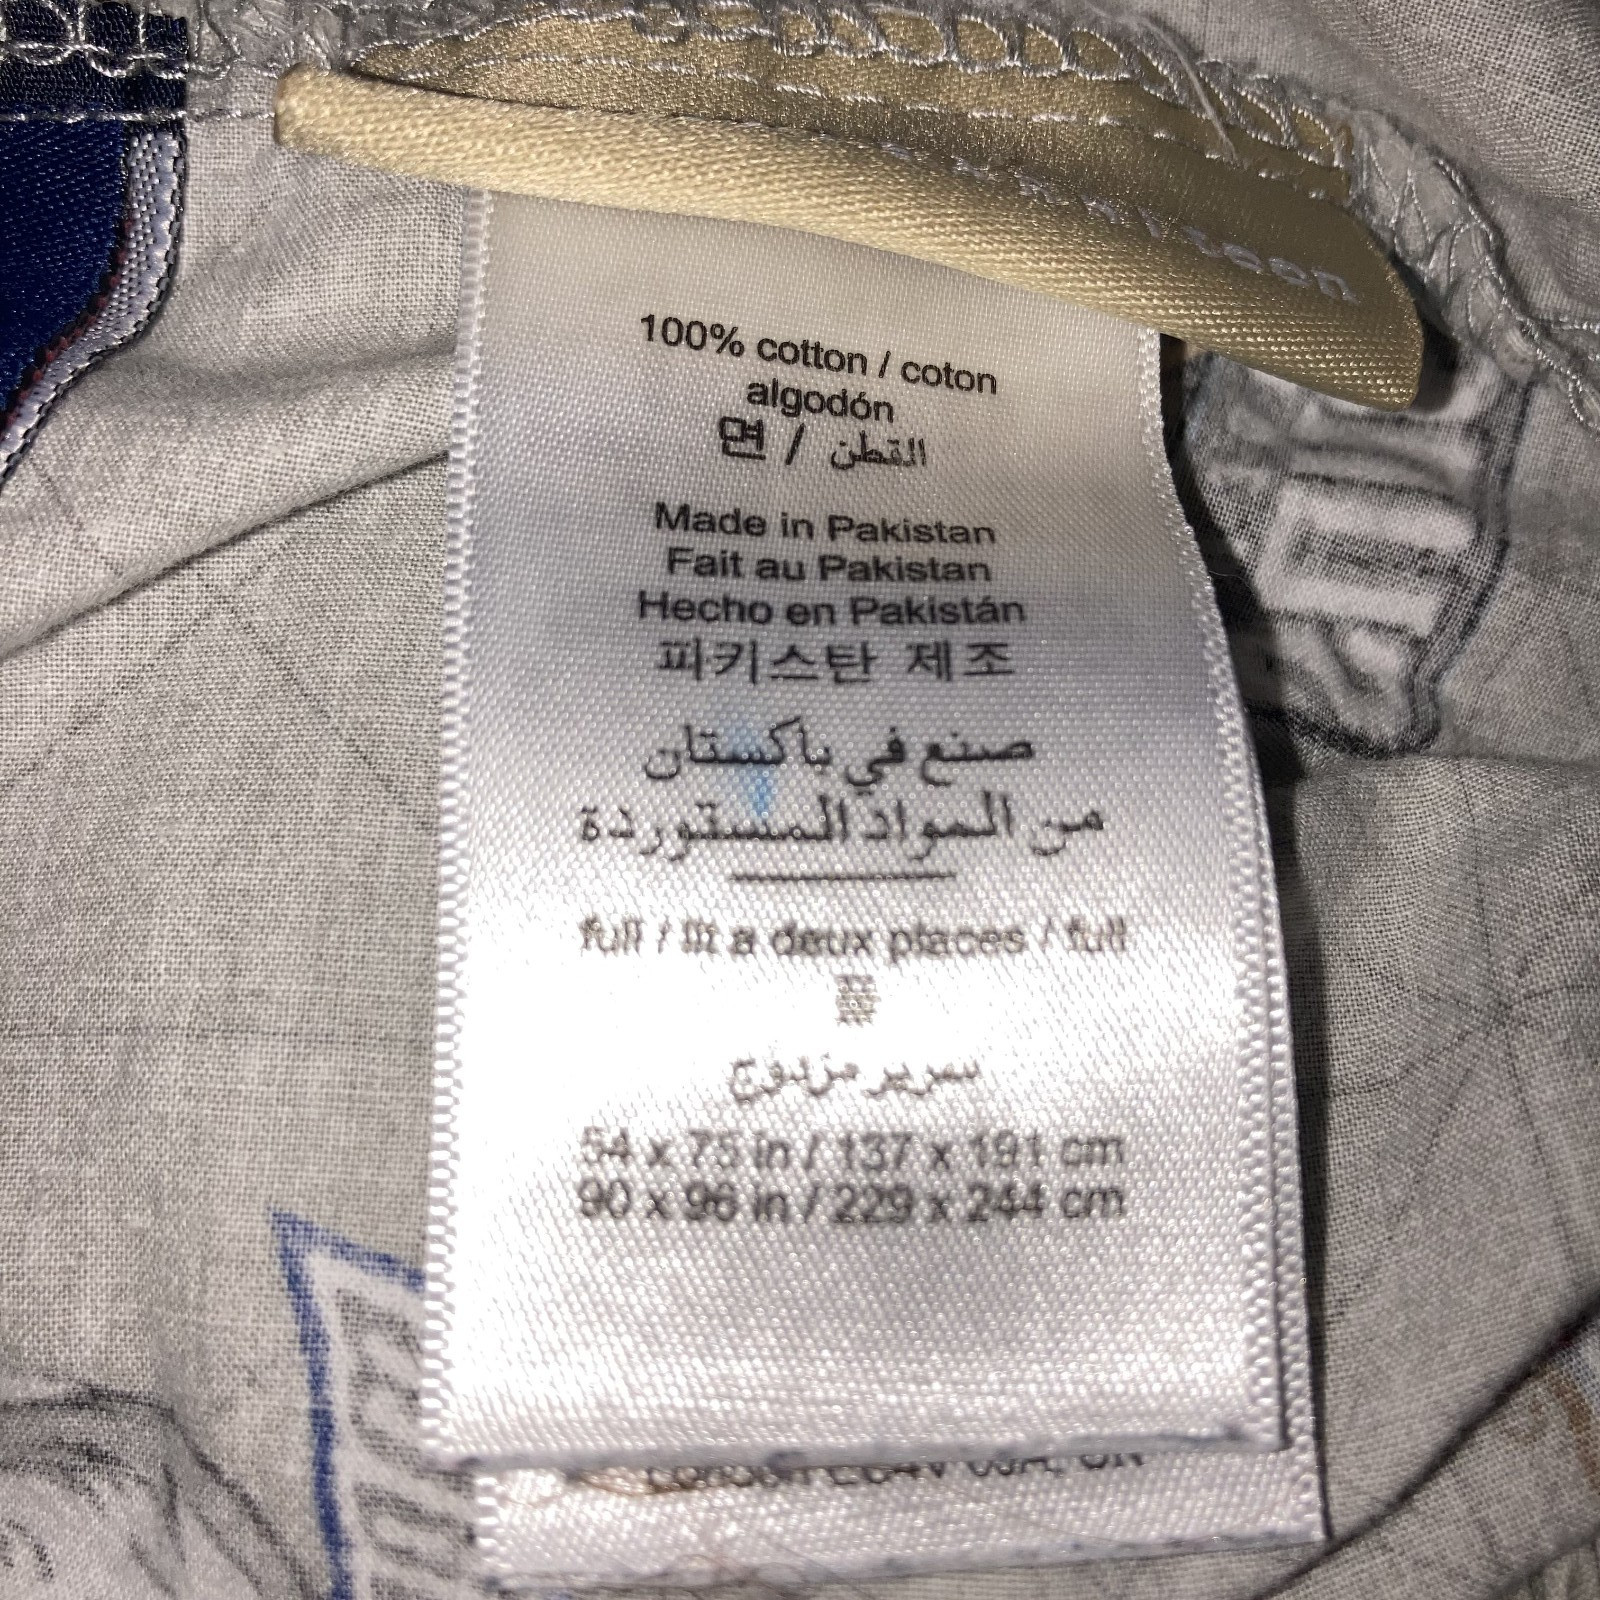 100% cotton / coton
algodón
면 / القطن
Made in Pakistan
Fait au Pakistan
Hecho en Pakistán
피키스탄 제조
صنع في باكستان
من المواد المستوردة
full / lit a deux places / full
سرير مزدوج
54 x 75 in / 137 x 191 cm
90 x 96 in / 229 x 244 cm